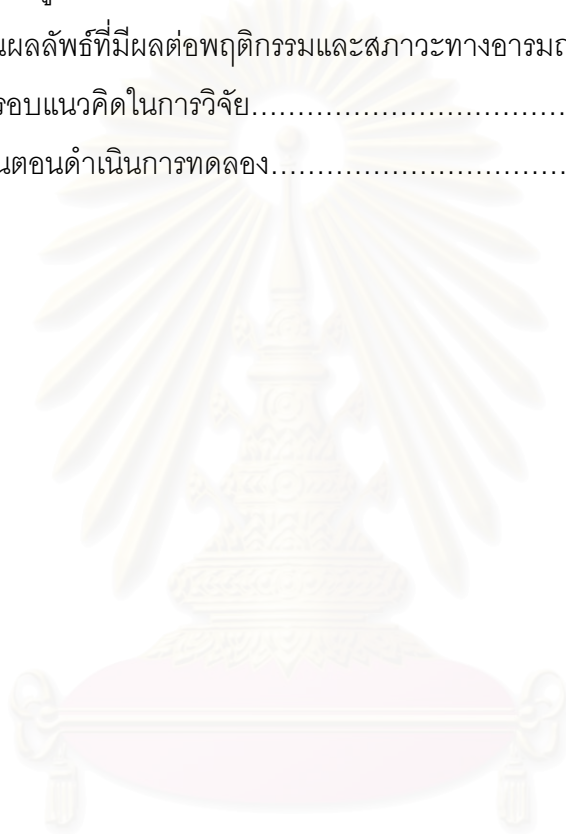 นผลลัพธ์ที่มีผลต่อพฤติกรรมและสภาวะทางอารมณ
รอบแนวคิดในการวิจัย……………………………
นตอนดำเนินการทดลอง……………………………